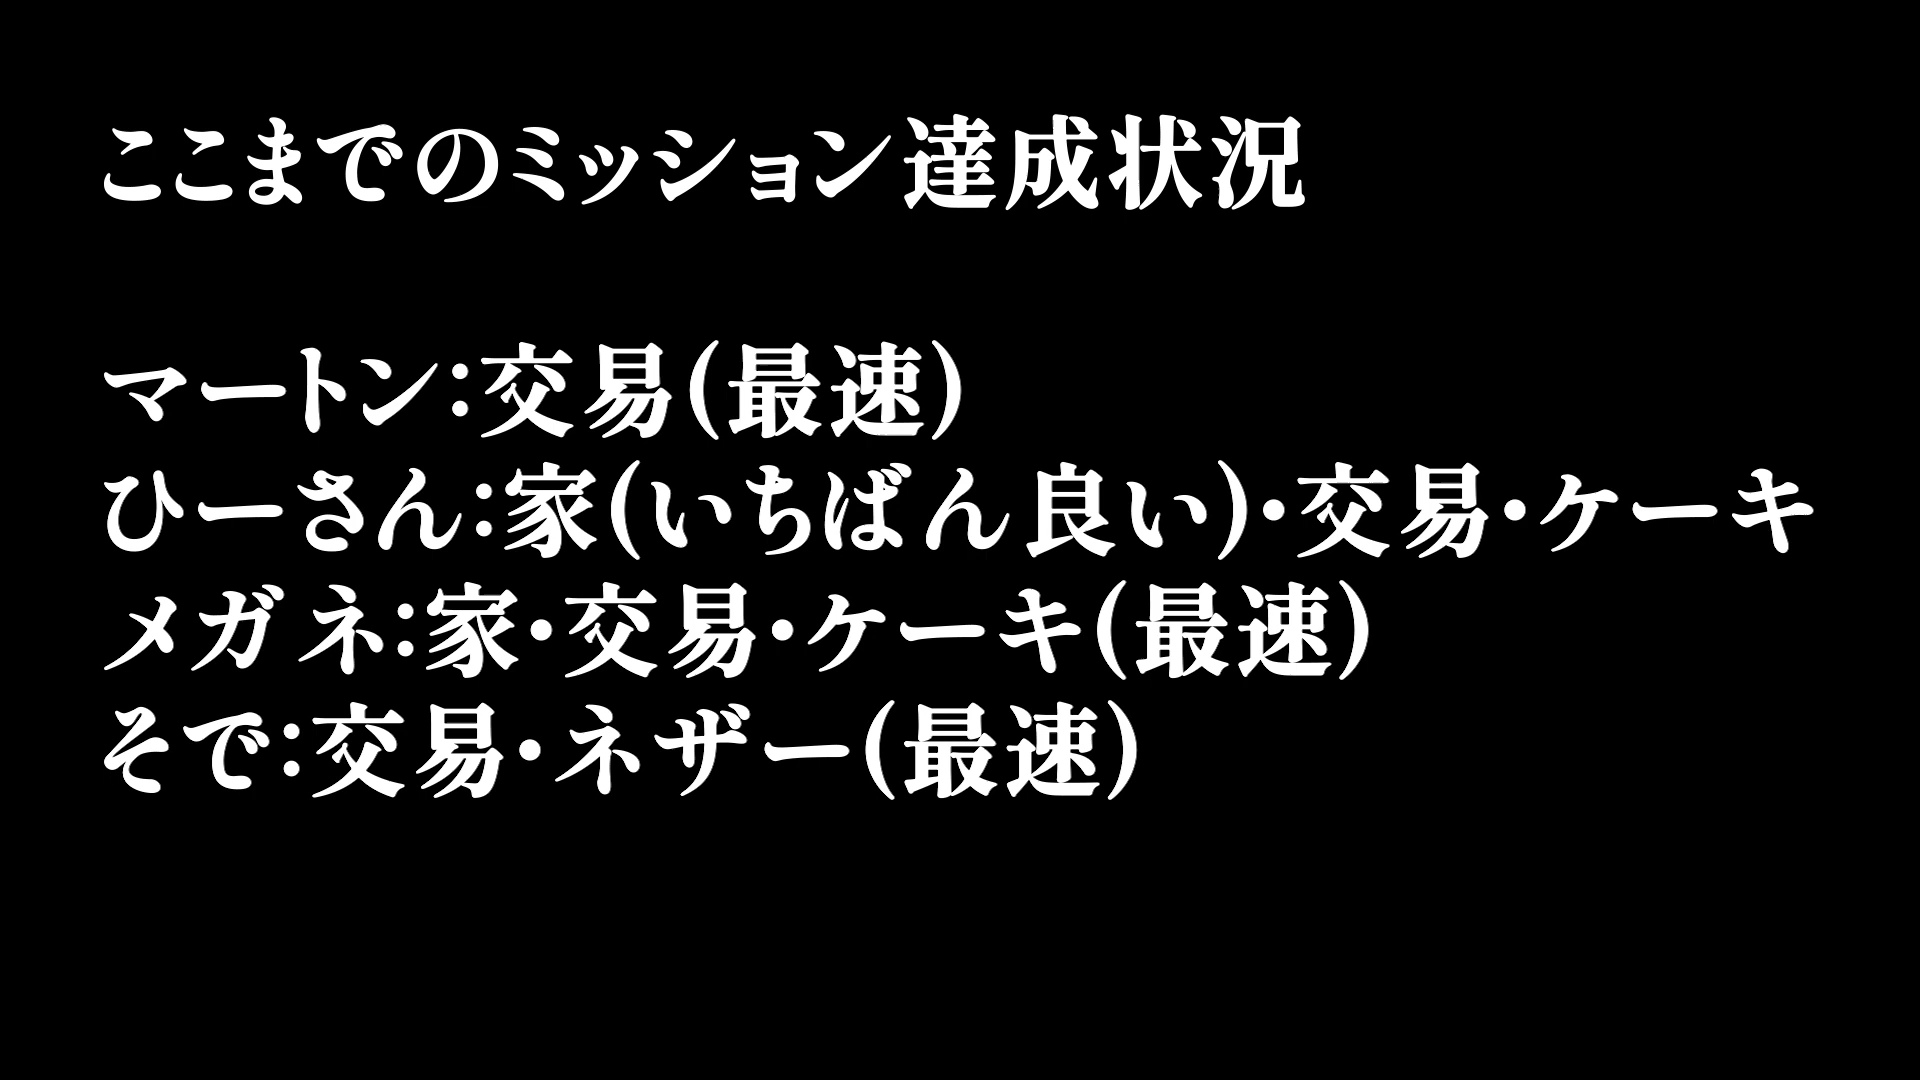 ここまでのミッション達成状況
マートン:交易(最速)
ひーさん:家(いちばん良い)・交易・ケーキ
メガネ:家・交易・ケーキ(最速)
そで:交易・ネザー(最速)